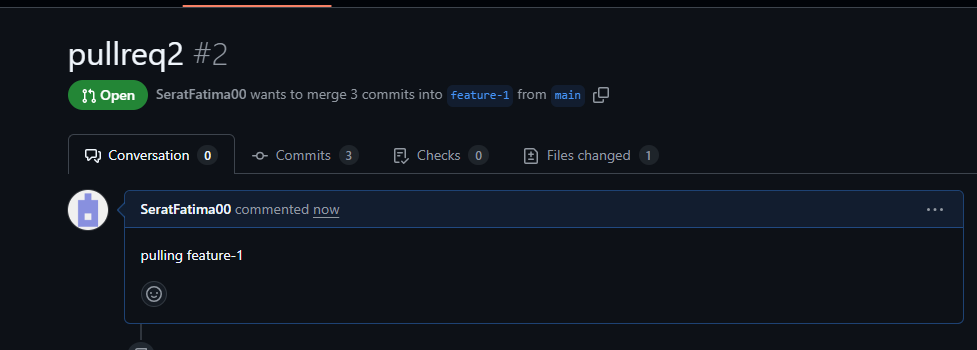 pullreq2 #2
Open SeratFatima00 wants to merge 3 commits into feature-1 from main
Conversation 0 Commits 3 Checks 0 Files changed 1
SeratFatima00 commented now
pulling feature-1